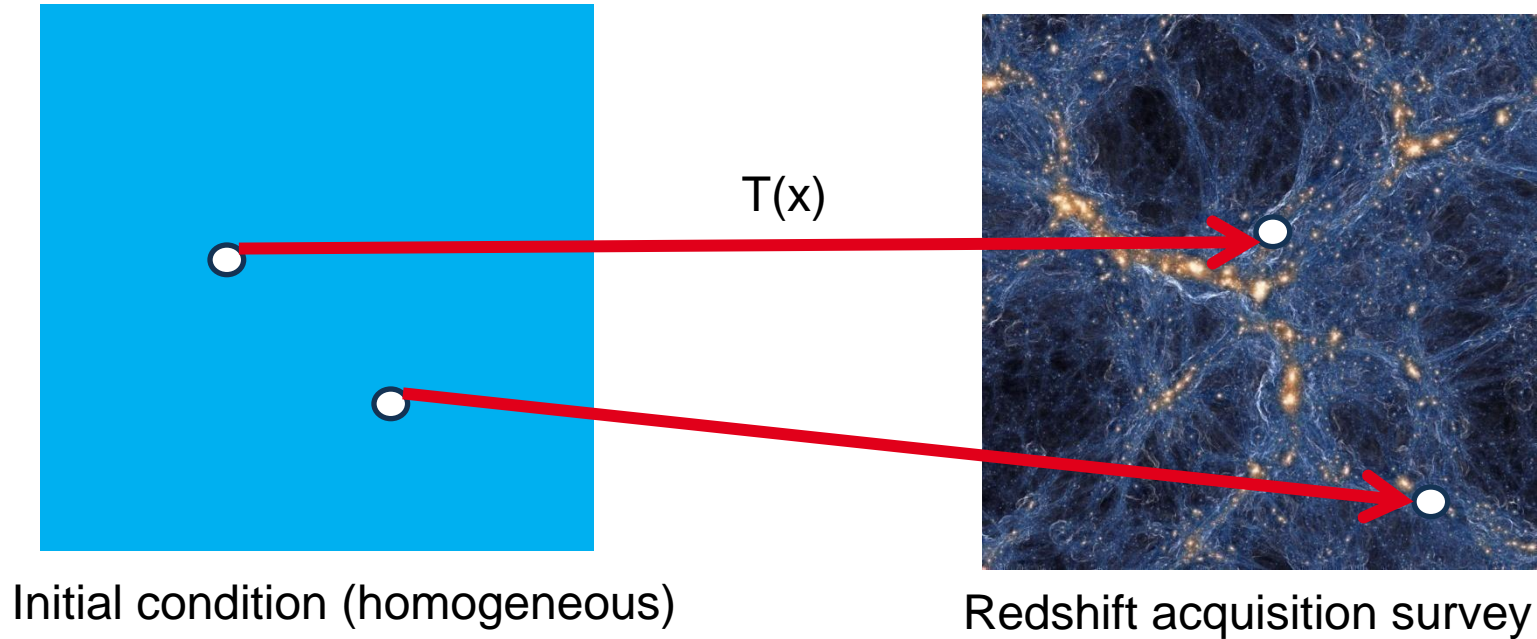 T(x)
Initial condition (homogeneous)
Redshift acquisition survey